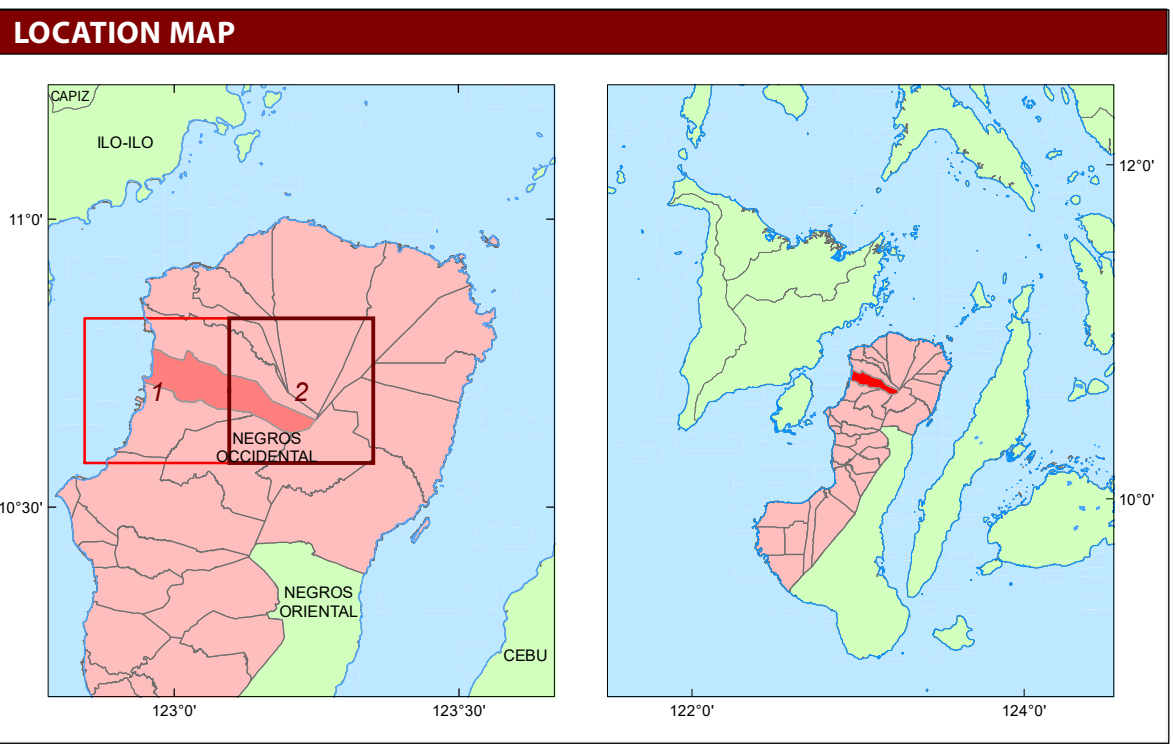 LOCATION MAP
CAPIZ
ILO-ILO
11°0'
1
2
NEGROS
OCCIDENTAL
10°30'
NEGROS
ORIENTAL
CEBU
123°0'
123°30'
12°0'
10°0'
122°0'
124°0'